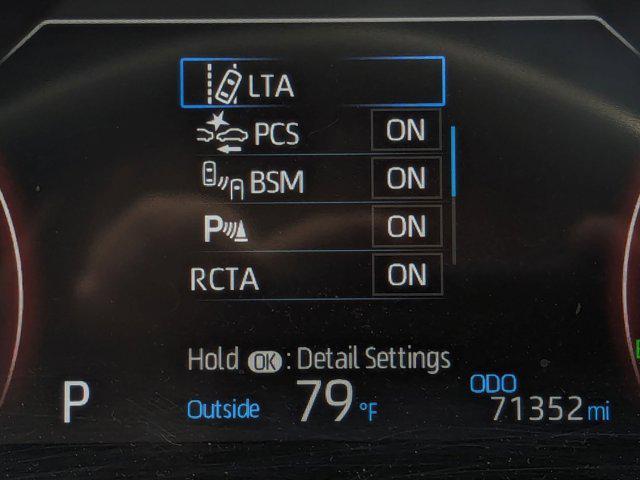 LTA
PCS ON
BSM ON
P ON
RCTA ON
Hold OK : Detail Settings
P Outside 79 °F ODO 71352 mi